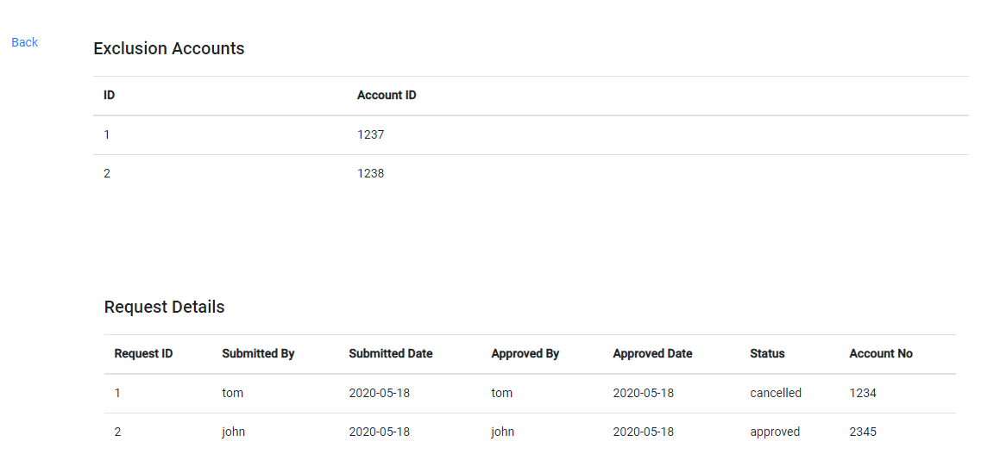 Back
Exclusion Accounts
ID Account ID
1 1237
2 1238
Request Details
Request ID Submitted By Submitted Date Approved By Approved Date Status Account No
1 tom 2020-05-18 tom 2020-05-18 cancelled 1234
2 john 2020-05-18 john 2020-05-18 approved 2345